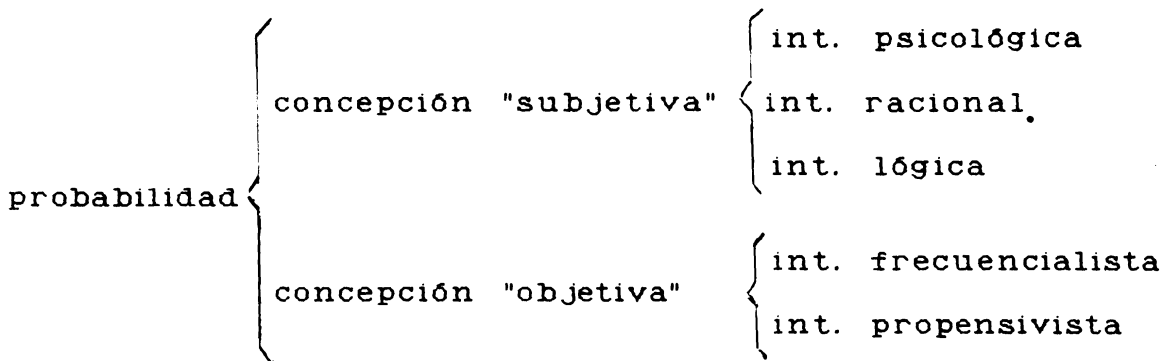 int. psicológica
concepción "subjetiva" int. racional.
int. lógica
probabilidad
int. frecuencialista
concepción "objetiva"
int. propensivista